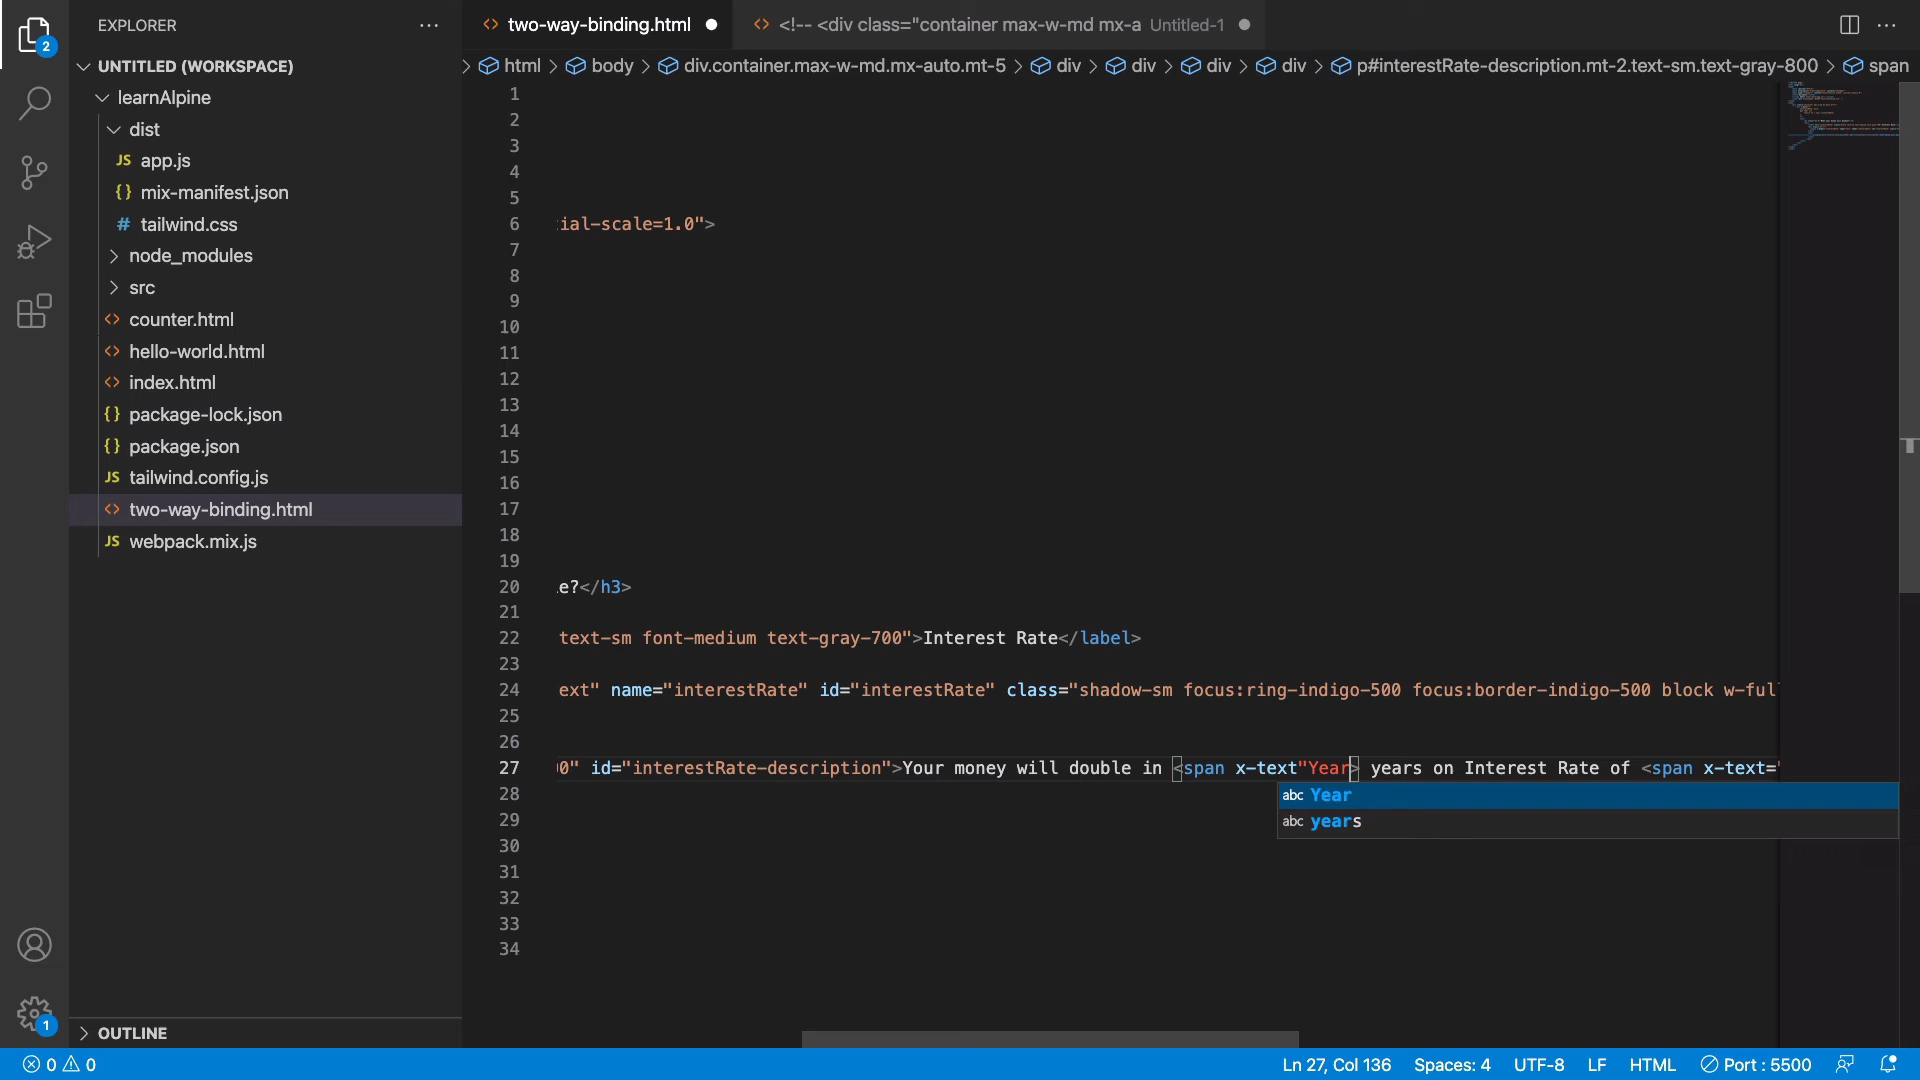 EXPLORER
two-way-binding.html
<!-- <div class="container max-w-md mx-a Untitled-1
2
UNTITLED (WORKSPACE)
html > body > div.container.max-w-md.mx-auto.mt-5 > div > div > div > div > p#interestRate-description.mt-2.text-sm.text-gray-800 > span
learnAlpine
dist
JS app.js
{} mix-manifest.json
# tailwind.css
node_modules
src
<> counter.html
<> hello-world.html
<> index.html
{} package-lock.json
{} package.json
JS tailwind.config.js
<> two-way-binding.html
JS webpack.mix.js
OUTLINE
1
1
2
3
4
5
6 ial-scale=1.0">
7
8
9
10
11
12
13
14
15
16
17
18
19
20 e?</h3>
21
22 text-sm font-medium text-gray-700">Interest Rate</label>
23
24 ext" name="interestRate" id="interestRate" class="shadow-sm focus:ring-indigo-500 focus:border-indigo-500 block w-ful
25
26
27 0" id="interestRate-description">Your money will double in <span x-text"Year> years on Interest Rate of <span x-text="
abc Year
abc years
28
29
30
31
32
33
34
0 0
Ln 27, Col 136 Spaces: 4 UTF-8 LF HTML Port : 5500